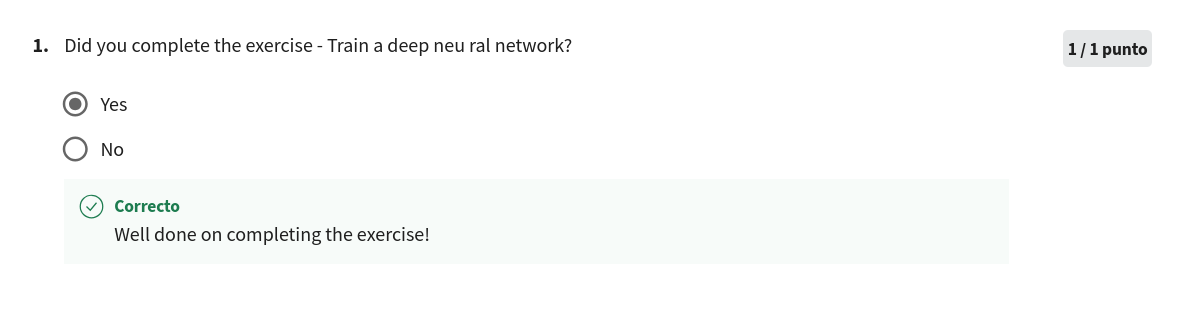 1. Did you complete the exercise - Train a deep neu ral network?
1 / 1 punto
Yes
No
Correcto
Well done on completing the exercise!